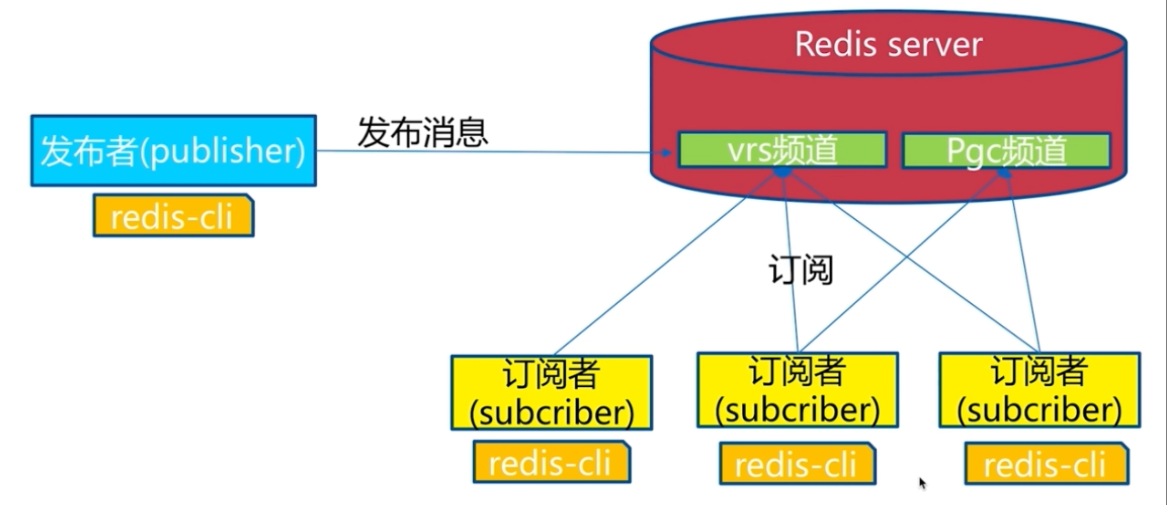 Redis server
发布消息
发布者(publisher)
vrs频道
Pgc频道
redis-cli
订阅
订阅者
(subcriber)
订阅者
(subcriber)
订阅者
(subcriber)
redis-cli
redis-cli
redis-cli